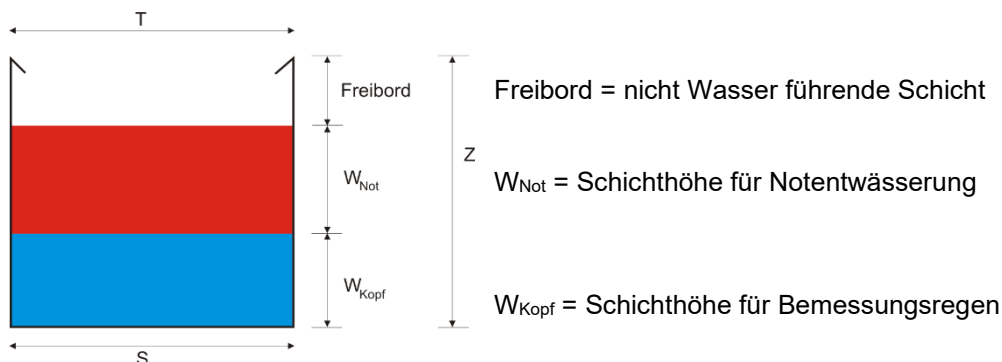 T
Freibord
Freibord = nicht Wasser führende Schicht
Z
WNot
WNot = Schichthöhe für Notentwässerung
WKopf
WKopf = Schichthöhe für Bemessungsregen
S